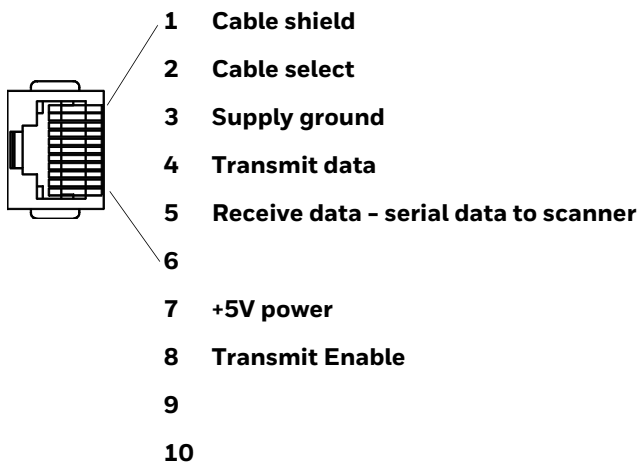 1 Cable shield
2 Cable select
3 Supply ground
4 Transmit data
5 Receive data – serial data to scanner
6
7 +5V power
8 Transmit Enable
9
10